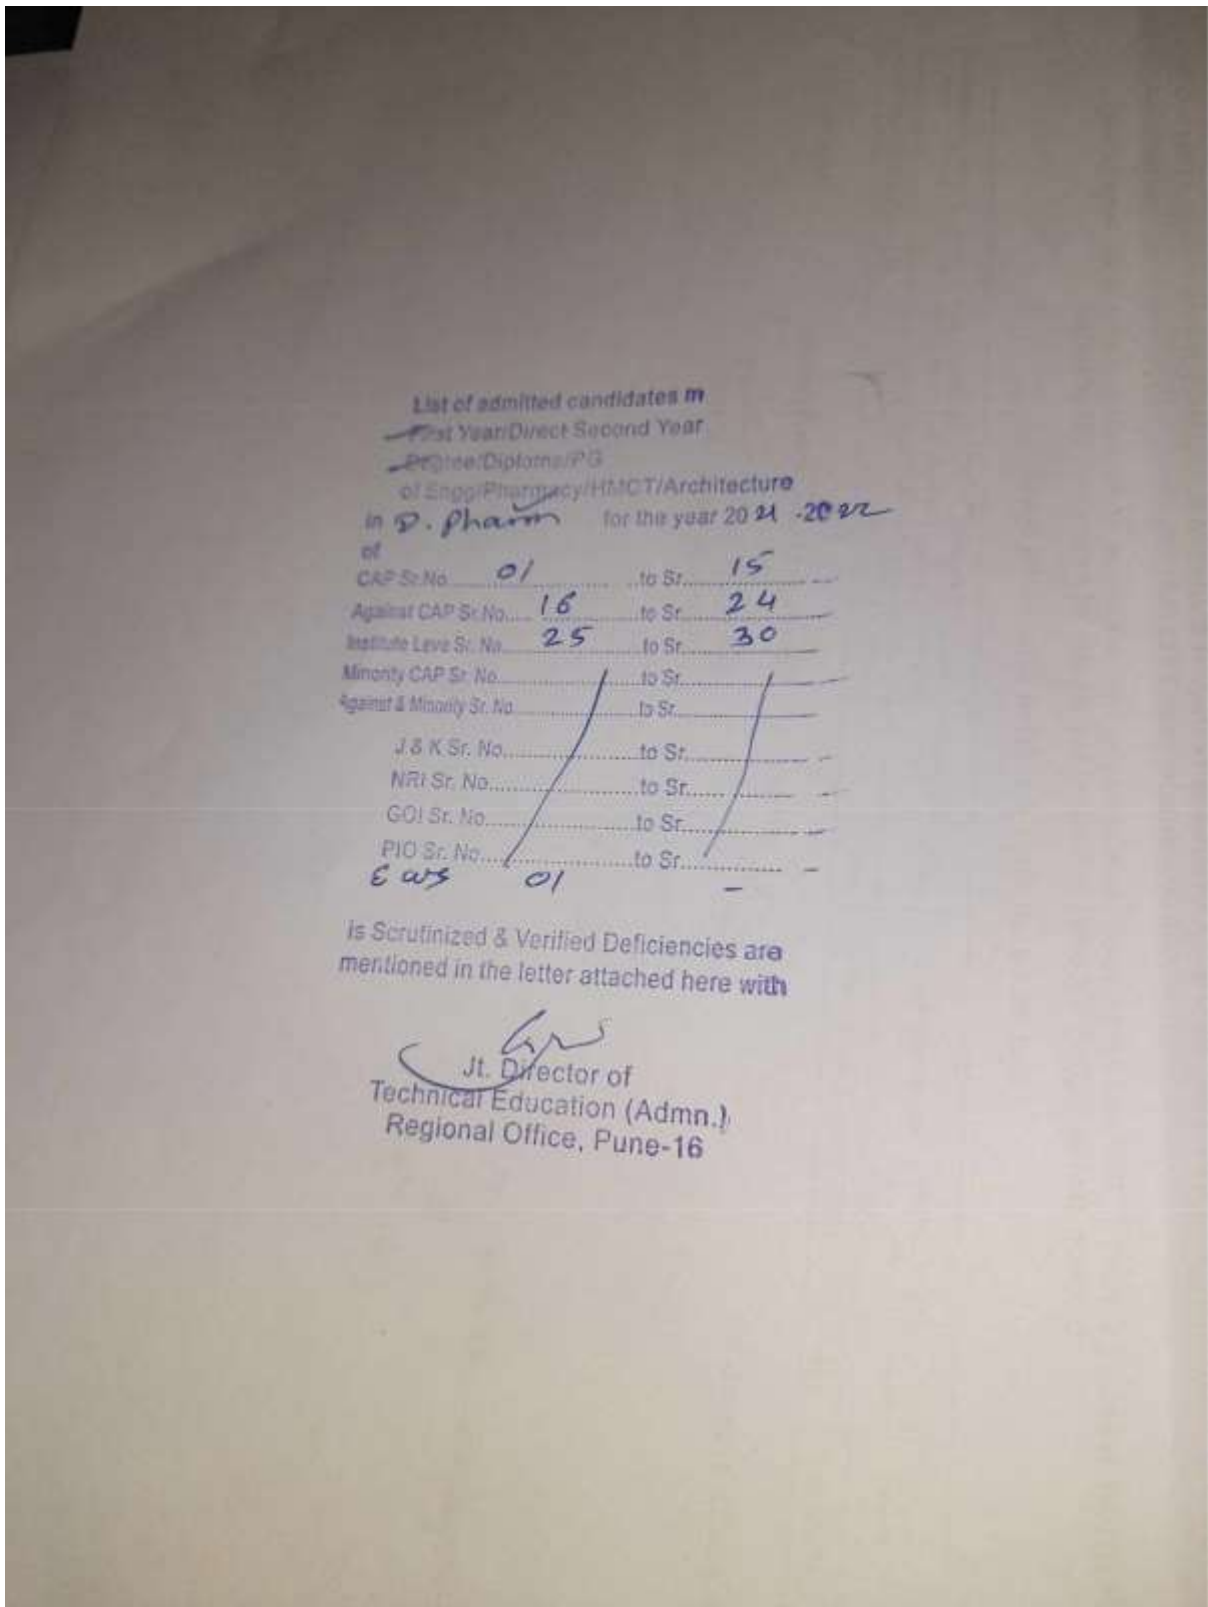 List of admitted candidates in
First Year/Direct Second Year
Degree/Diploma/PG
of Engg/Pharmacy/HMCT/Architecture
in D. Pharm for the year 2021 -2022
of
CAP Sr.No. 01 to Sr. 15
Against CAP Sr.No. 16 to Sr. 24
Institute Leve Sr. No. 25 to Sr. 30
Minority CAP Sr. No. to Sr.
Against & Minority Sr. No. to Sr.
J & K Sr. No. to Sr.
NRI Sr. No. to Sr.
GOI Sr. No. to Sr.
PIO Sr. No. to Sr.
EWS 01 -
is Scrutinized & Verified Deficiencies are
mentioned in the letter attached here with
Jt. Director of
Technical Education (Admn.)
Regional Office, Pune-16